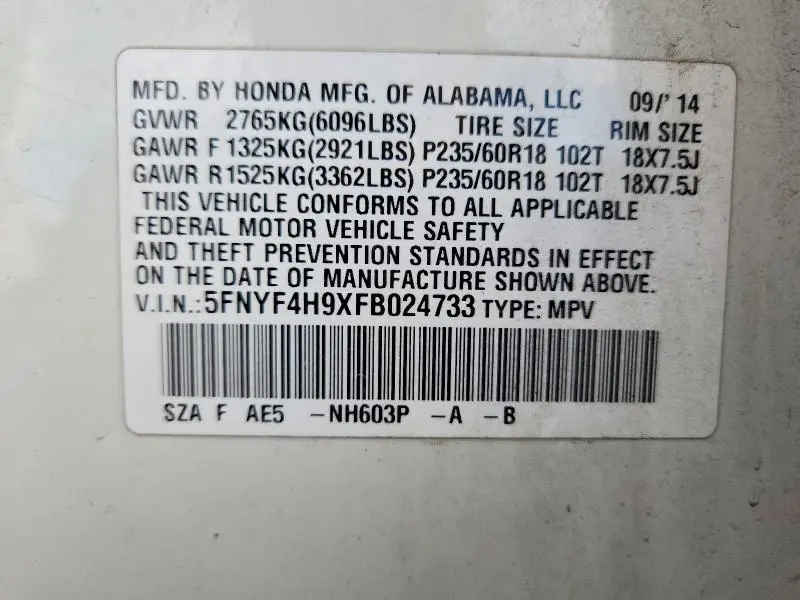 MFD. BY HONDA MFG. OF ALABAMA, LLC 09/'14
GVWR 2765KG(6096LBS) TIRE SIZE RIM SIZE
GAWR F 1325KG(2921LBS) P235/60R18 102T 18X7.5J
GAWR R 1525KG(3362LBS) P235/60R18 102T 18X7.5J
THIS VEHICLE CONFORMS TO ALL APPLICABLE
FEDERAL MOTOR VEHICLE SAFETY
AND THEFT PREVENTION STANDARDS IN EFFECT
ON THE DATE OF MANUFACTURE SHOWN ABOVE.
V.I.N.:5FNYF4H9XFB024733 TYPE: MPV
SZA F AE5 -NH603P -A -B